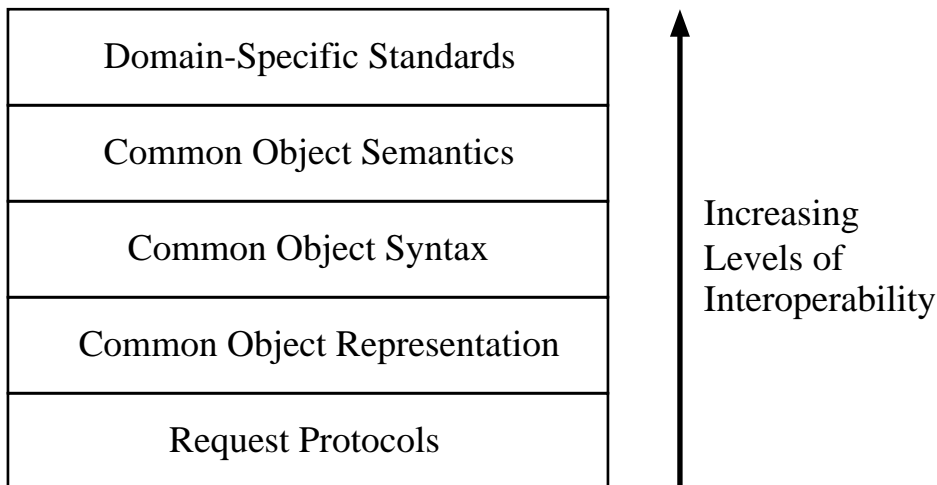 Domain-Specific Standards
Common Object Semantics
Common Object Syntax
Common Object Representation
Request Protocols
Increasing
Levels of
Interoperability